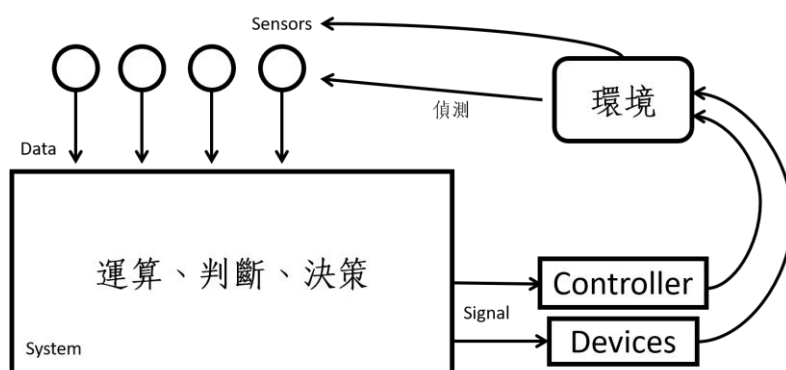 Sensors
環境
偵測
Data
運算、判斷、決策
Controller
Signal
Devices
System